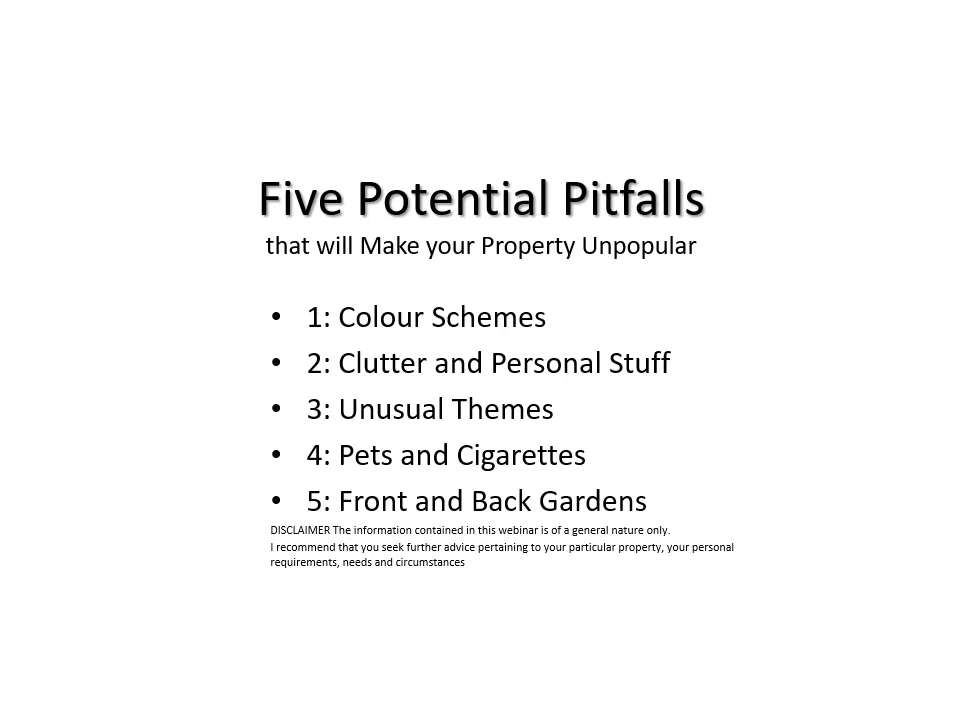 Five Potential Pitfalls
that will Make your Property Unpopular
• 1: Colour Schemes
• 2: Clutter and Personal Stuff
• 3: Unusual Themes
• 4: Pets and Cigarettes
• 5: Front and Back Gardens
DISCLAIMER The information contained in this webinar is of a general nature only.
I recommend that you seek further advice pertaining to your particular property, your personal
requirements, needs and circumstances